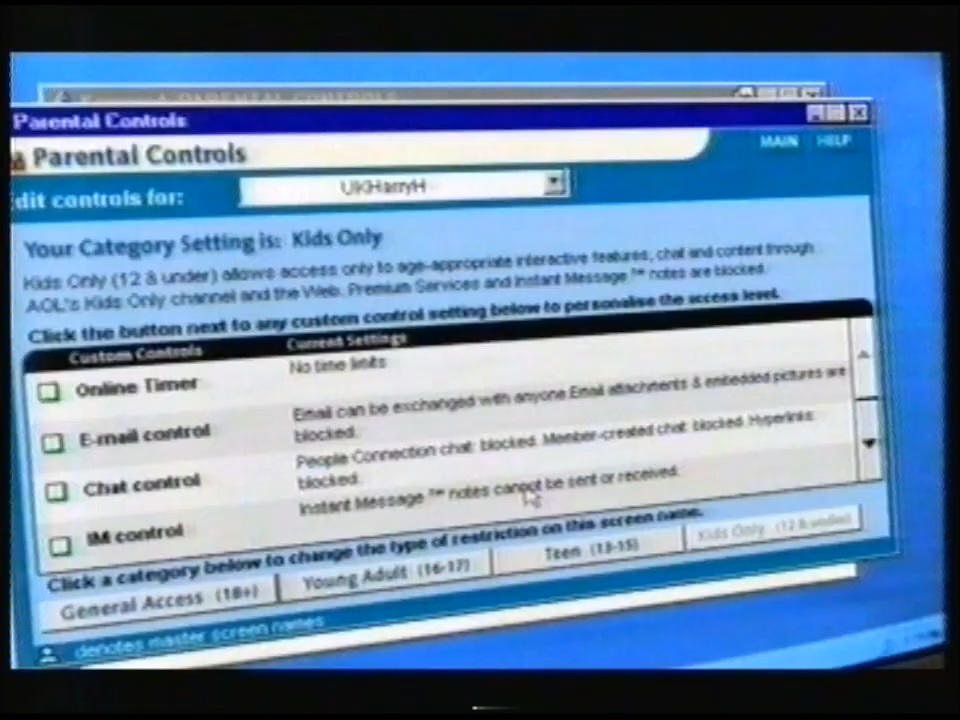 PARENTAL CONTROLS
Parental Controls
Parental Controls
MAIN HELP
dit controls for: UKHarryH
Your Category Setting is: Kids Only
Kids Only (12 & under) allows access only to age-appropriate interactive features, chat and content through
AOL's Kids Only channel and the Web. Premium Services and Instant Message ™ notes are blocked.
Click the button next to any custom control setting below to personalise the access level.
Custom Controls Current Settings
Online Timer No time limits
E-mail control Email can be exchanged with anyone.Email attachments & embedded pictures are
blocked.
Chat control People Connection chat: blocked. Member-created chat: blocked. Hyperlinks:
blocked.
IM control Instant Message ™ notes cannot be sent or received.
Click a category below to change the type of restriction on this screen name.
General Access (18+) Young Adult (16-17) Teen (13-15) Kids Only (12 & under)
denotes master screen names